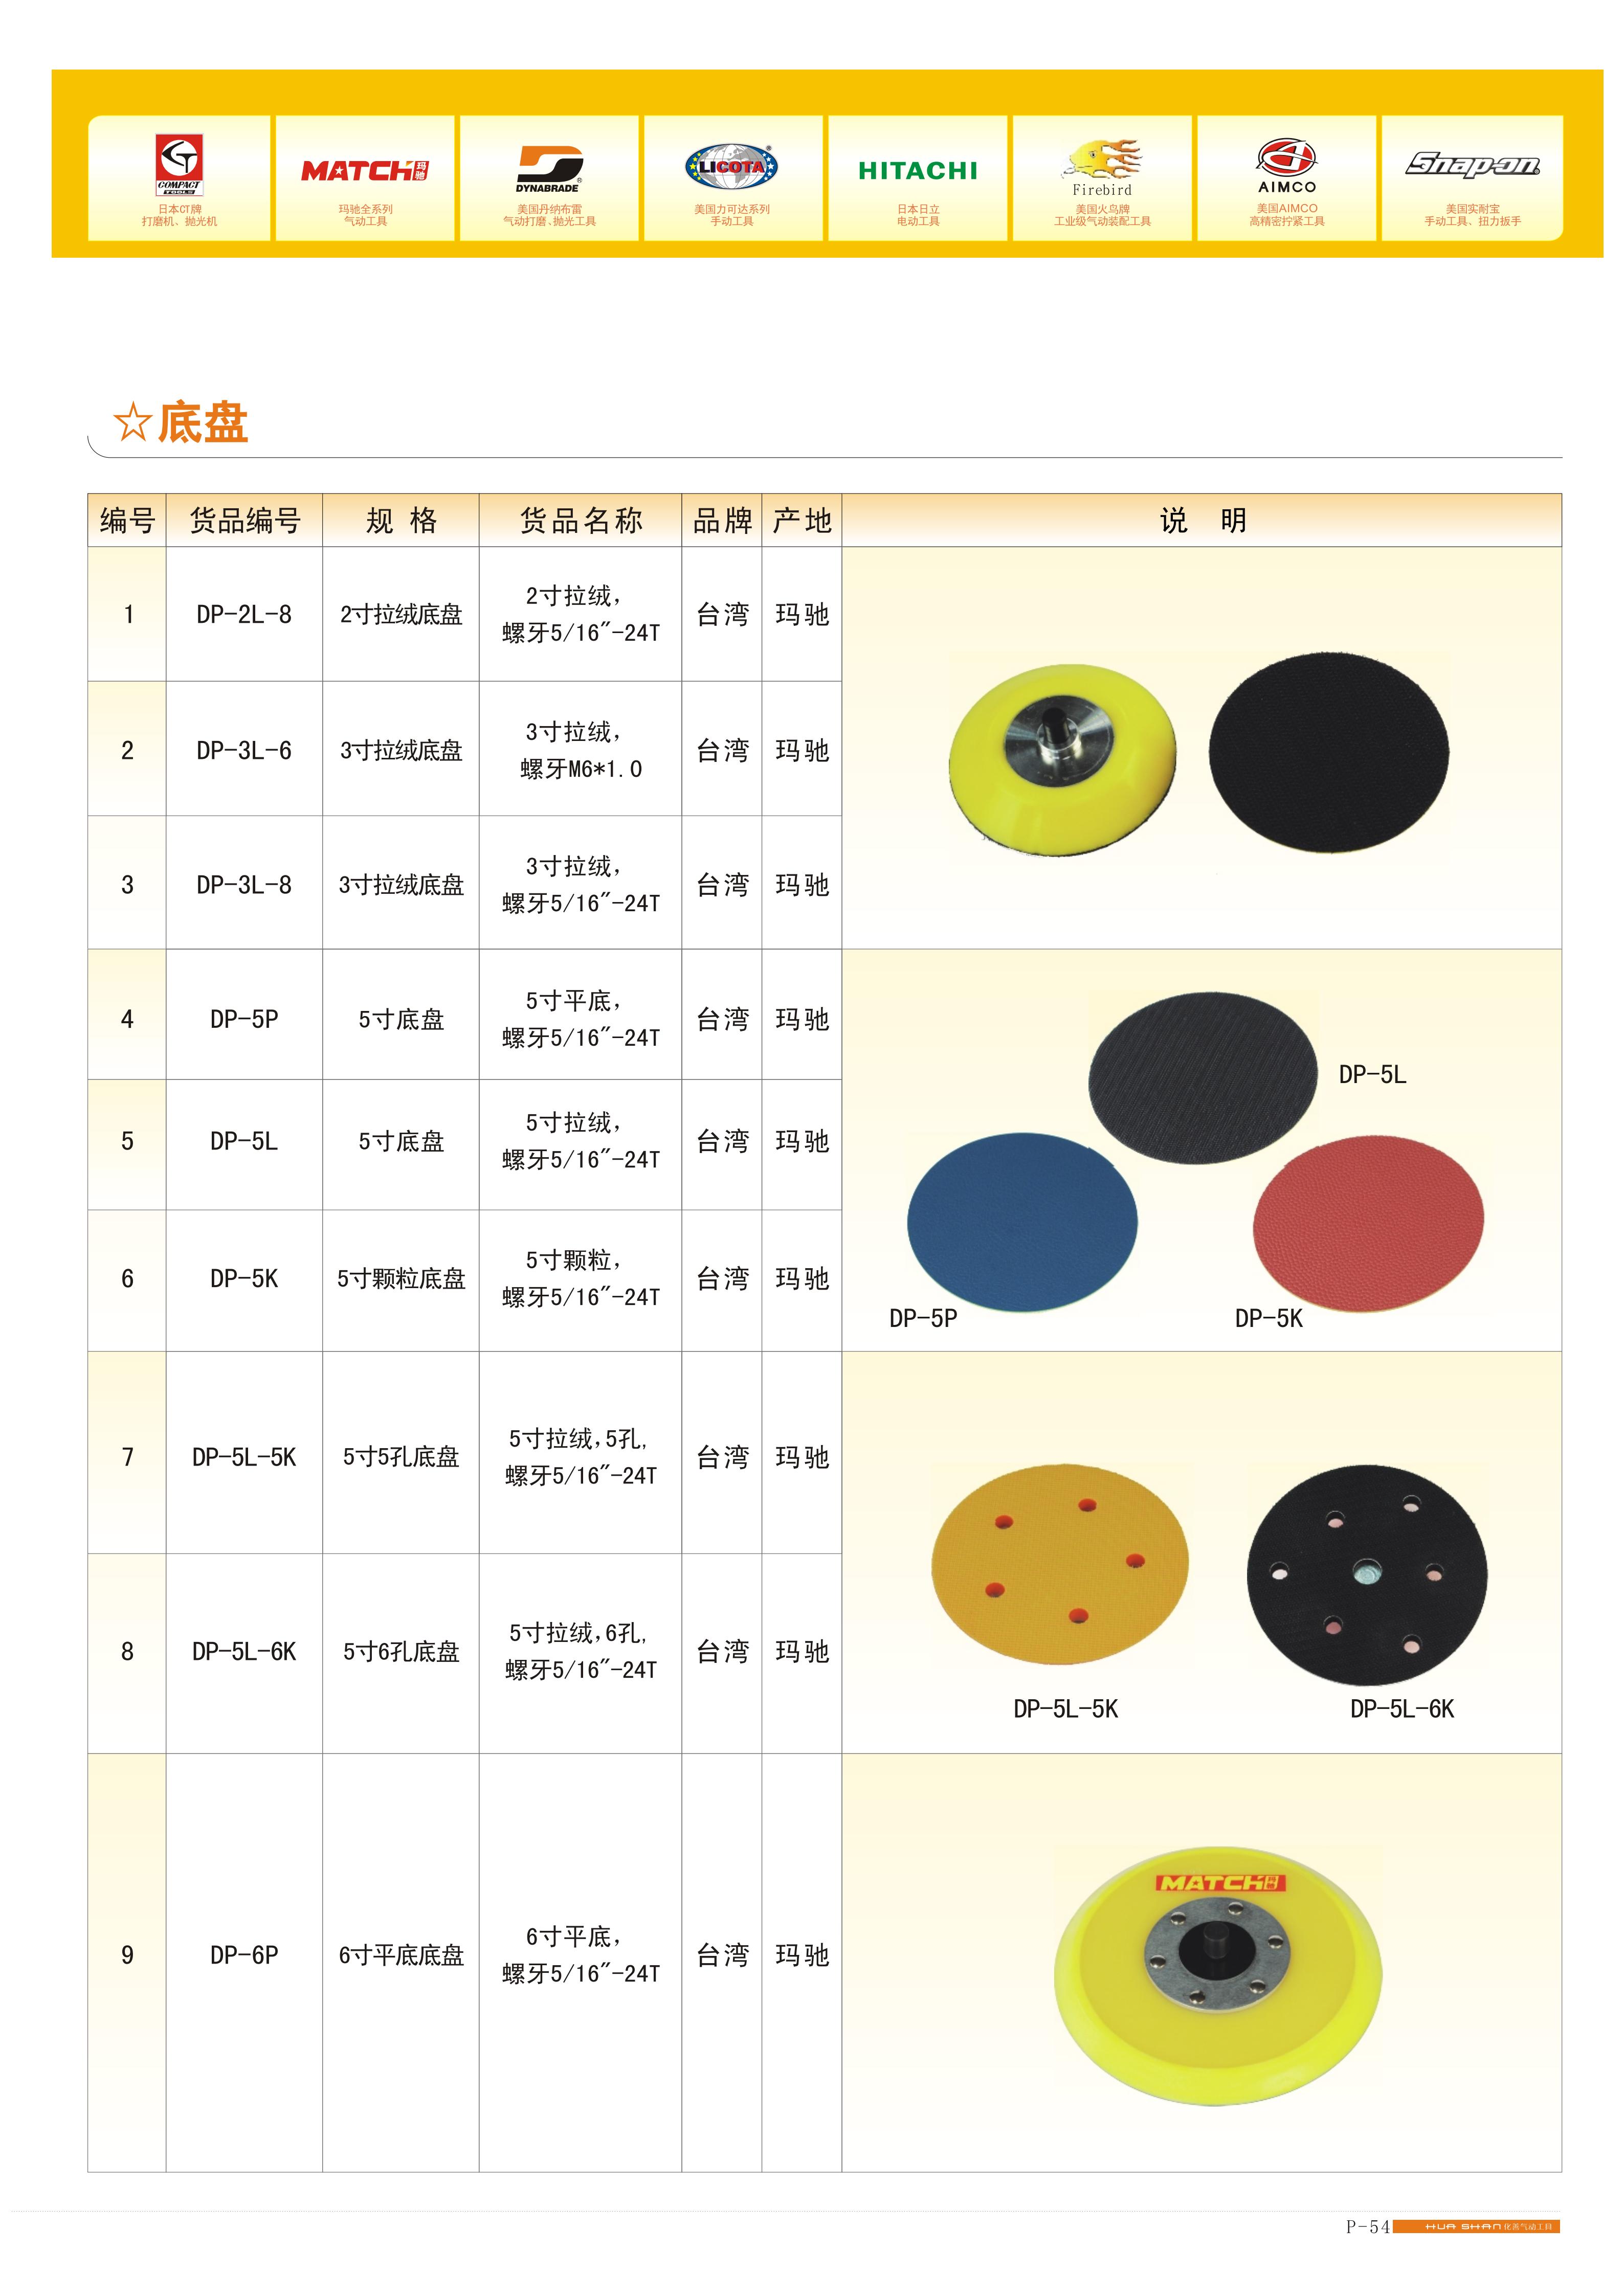 COMPACT
TOOLS
日本CT牌
打磨机、抛光机
MATCH玛驰
玛驰全系列
气动工具
DYNABRADE
美国丹纳布雷
气动打磨、抛光工具
LICOTA
美国力可达系列
手动工具
HITACHI
日本日立
电动工具
Firebird
美国火鸟牌
工业级气动装配工具
AIMCO
美国AIMCO
高精密拧紧工具
Snap-on
美国实耐宝
手动工具、扭力扳手
☆底盘
编号 货品编号 规 格 货品名称 品牌 产地 说 明
1 DP-2L-8 2寸拉绒底盘 2寸拉绒, 台湾 玛驰
螺牙5/16"-24T
2 DP-3L-6 3寸拉绒底盘 3寸拉绒, 台湾 玛驰
螺牙M6*1.0
3 DP-3L-8 3寸拉绒底盘 3寸拉绒, 台湾 玛驰
螺牙5/16"-24T
4 DP-5P 5寸底盘 5寸平底, 台湾 玛驰
螺牙5/16"-24T
DP-5L
5 DP-5L 5寸底盘 5寸拉绒, 台湾 玛驰
螺牙5/16"-24T
6 DP-5K 5寸颗粒底盘 5寸颗粒, 台湾 玛驰
螺牙5/16"-24T
DP-5P DP-5K
7 DP-5L-5K 5寸5孔底盘 5寸拉绒,5孔, 台湾 玛驰
螺牙5/16"-24T
8 DP-5L-6K 5寸6孔底盘 5寸拉绒,6孔, 台湾 玛驰
螺牙5/16"-24T
DP-5L-5K DP-5L-6K
MATCH玛驰
9 DP-6P 6寸平底底盘 6寸平底, 台湾 玛驰
螺牙5/16"-24T
P-54 HUA SHAN 化善气动工具